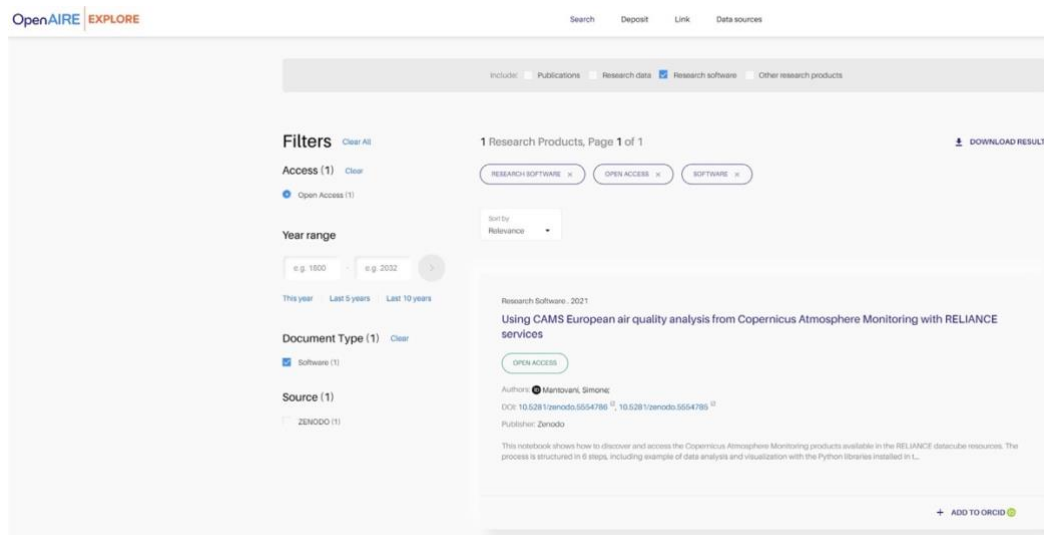 OpenAIRE EXPLORE
Search Deposit Link Data sources
Include: Publications Research data Research software Other research products
Filters Clear All
Access (1) Clear
Open Access (1)
Year range
e.g. 1800 - e.g. 2032 >
This year Last 5 years Last 10 years
Document Type (1) Clear
Software (1)
Source (1)
ZENODO (1)
1 Research Products, Page 1 of 1
DOWNLOAD RESULT
RESEARCH SOFTWARE × OPEN ACCESS × SOFTWARE ×
Sort by
Relevance
Research Software . 2021
Using CAMS European air quality analysis from Copernicus Atmosphere Monitoring with RELIANCE
services
OPEN ACCESS
Authors: Mantovani, Simone;
DOI: 10.5281/zenodo.5554786 , 10.5281/zenodo.5554785
Publisher: Zenodo
This notebook shows how to discover and access the Copernicus Atmosphere Monitoring products available in the RELIANCE datacube resources. The
process is structured in 6 steps, including example of data analysis and visualization with the Python libraries installed in t...
+ ADD TO ORCID